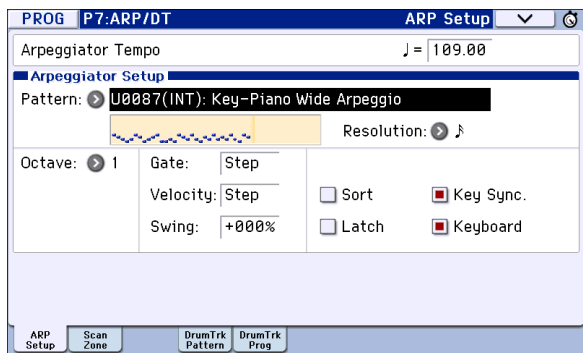 PROG P7:ARP/DT ARP Setup
Arpeggiator Tempo ♩= 109.00
Arpeggiator Setup
Pattern: U0087(INT): Key-Piano Wide Arpeggio
Resolution: ♪
Octave: 1 Gate: Step
Velocity: Step Sort Key Sync.
Swing: +000% Latch Keyboard
ARP Setup Scan Zone DrumTrk Pattern DrumTrk Prog